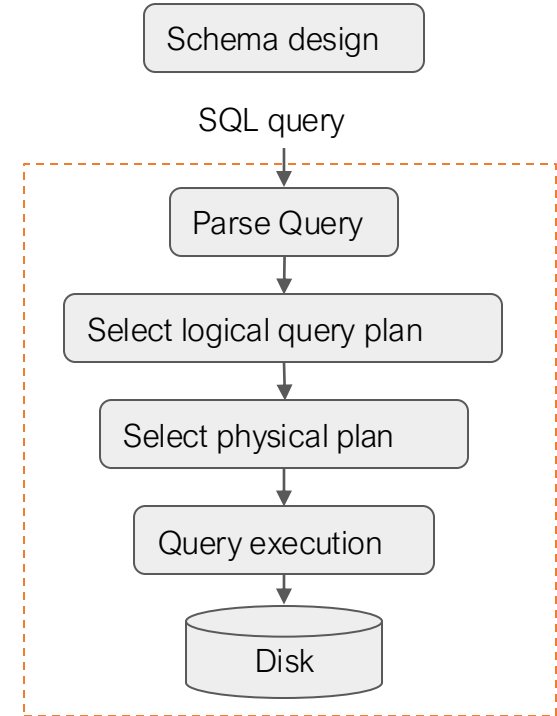 Schema design
SQL query
Parse Query
Select logical query plan
Select physical plan
Query execution
Disk